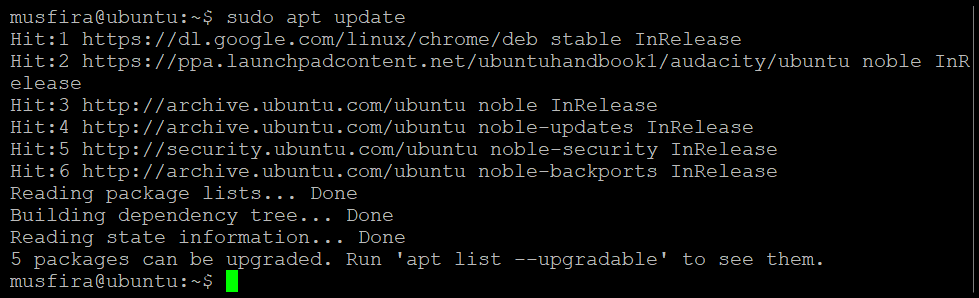 musfira@ubuntu:~$ sudo apt update
Hit:1 https://dl.google.com/linux/chrome/deb stable InRelease
Hit:2 https://ppa.launchpadcontent.net/ubuntuhandbook1/audacity/ubuntu noble InR
elease
Hit:3 http://archive.ubuntu.com/ubuntu noble InRelease
Hit:4 http://archive.ubuntu.com/ubuntu noble-updates InRelease
Hit:5 http://security.ubuntu.com/ubuntu noble-security InRelease
Hit:6 http://archive.ubuntu.com/ubuntu noble-backports InRelease
Reading package lists... Done
Building dependency tree... Done
Reading state information... Done
5 packages can be upgraded. Run 'apt list --upgradable' to see them.
musfira@ubuntu:~$